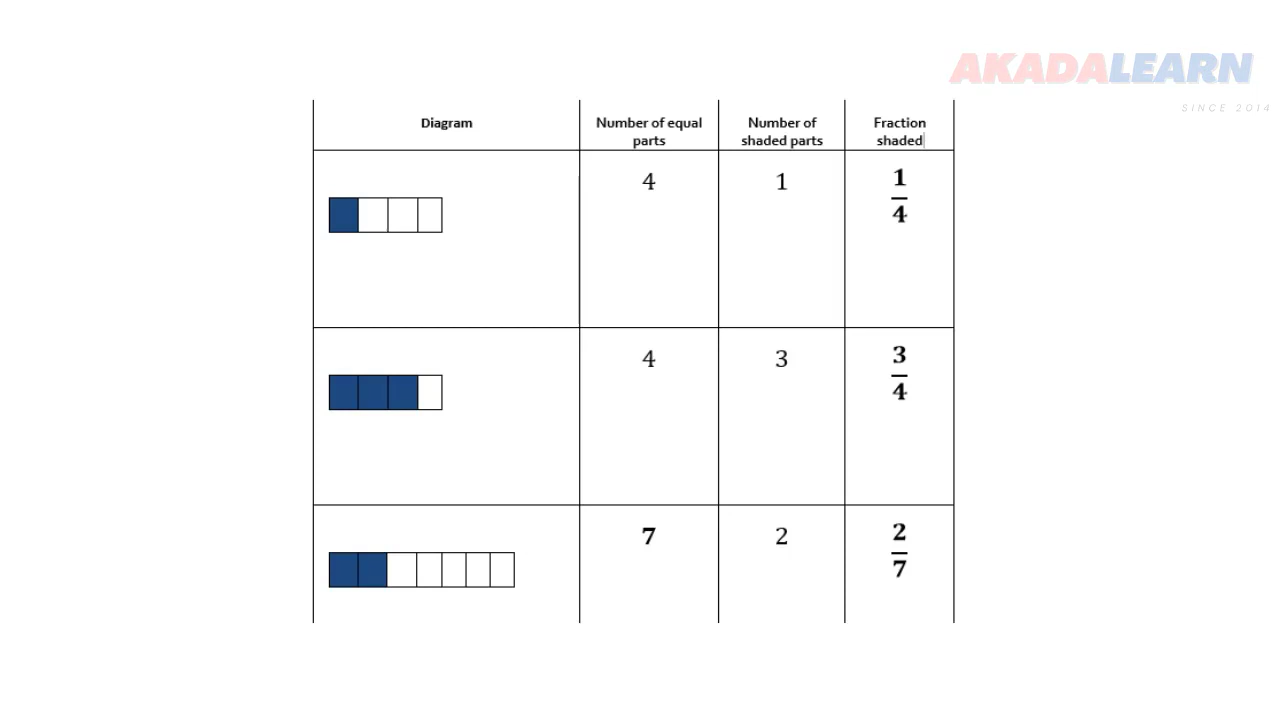 AKADALEARN
SINCE 2014
Diagram
Number of equal
parts
Number of
shaded parts
Fraction
shaded
4
1
1
4
4
3
3
4
7
2
2
7